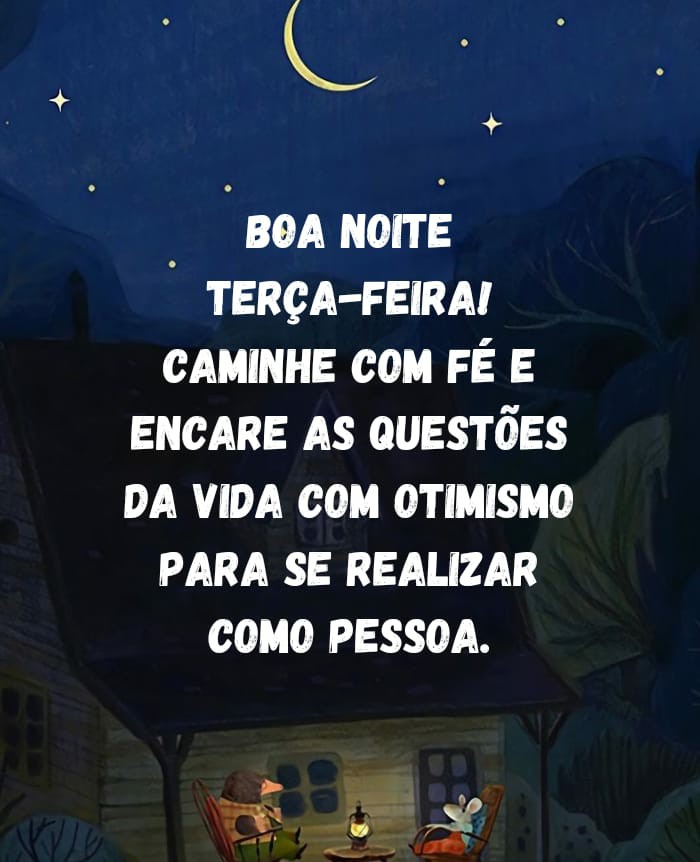 BOA NOITE
TERÇA-FEIRA!
CAMINHE COM FÉ E
ENCARE AS QUESTÕES
DA VIDA COM OTIMISMO
PARA SE REALIZAR
COMO PESSOA.